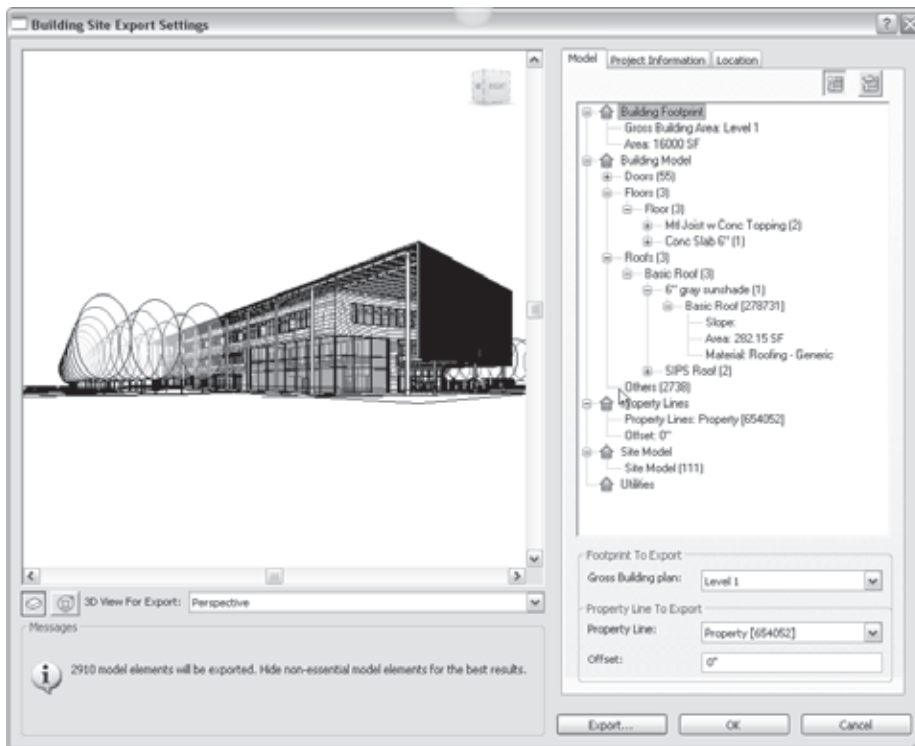 Building Site Export Settings
Model Project Information Location
Building Footprint
Gross Building Area: Level 1
Area: 16000 SF
Building Model
Doors (55)
Floors (3)
Floor (3)
Mtl Joist w Conc Topping (2)
Conc Slab 6" (1)
Roofs (3)
Basic Roof (3)
6" gray sunshade (1)
Basic Roof [278731]
Slope:
Area: 282.15 SF
Material: Roofing - Generic
SIPS Roof (2)
Others (2738)
Property Lines
Property Lines: Property [654052]
Offset: 0"
Site Model
Site Model (111)
Utilities
Footprint To Export
Gross Building plan: Level 1
Property Line To Export
Property Line: Property [654052]
Offset: 0"
3D View For Export: Perspective
Messages
2910 model elements will be exported. Hide non-essential model elements for the best results.
Export... OK Cancel